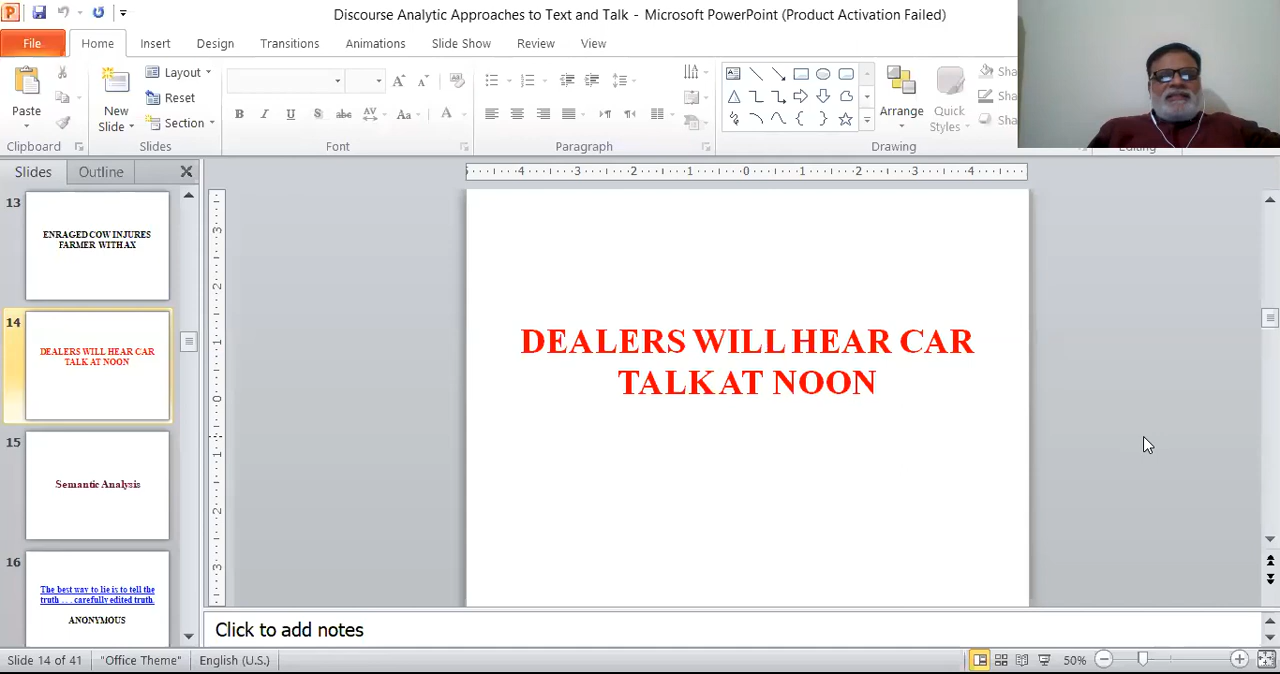 Discourse Analytic Approaches to Text and Talk - Microsoft PowerPoint (Product Activation Failed)
File Home Insert Design Transitions Animations Slide Show Review View
Paste
New Slide
Layout
Reset
Section
Arrange
Quick Styles
Sha
Sha
Sha
Clipboard Slides Font Paragraph Drawing Editing
Slides Outline
13
ENRAGED COW INJURES
FARMER WITH AX
14
DEALERS WILL HEAR CAR
TALK AT NOON
15
Semantic Analysis
16
The best way to lie is to tell the
truth . . . carefully edited truth.
ANONYMOUS
DEALERS WILL HEAR CAR
TALK AT NOON
Click to add notes
Slide 14 of 41 "Office Theme" English (U.S.) 50%